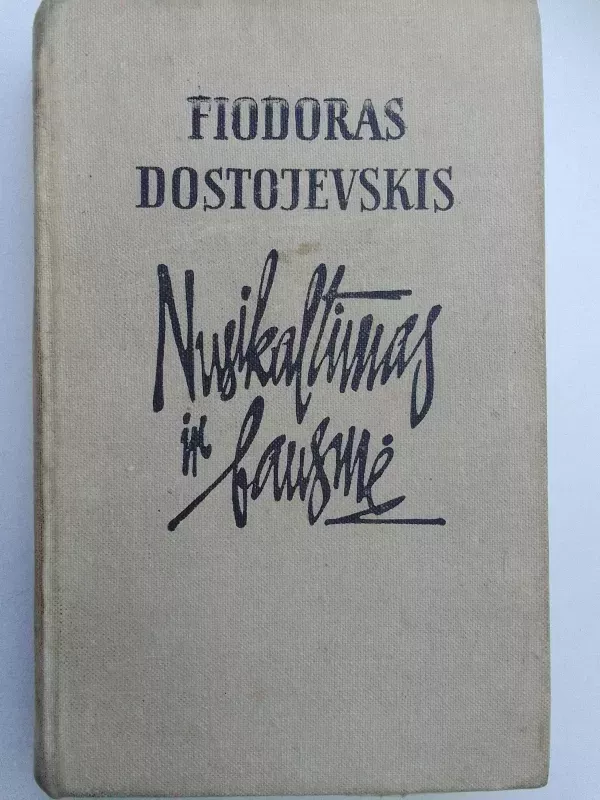 FIODORAS
DOSTOJEVSKIS
Nusikaltimas
ir
bausmė